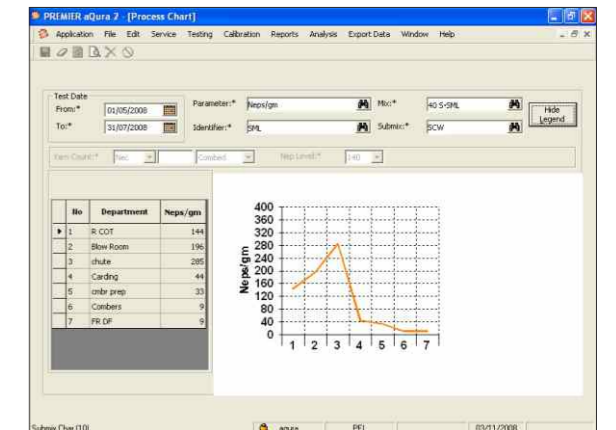 PREMIER aQura 2 - [Process Chart]
Application File Edit Service Testing Calibration Reports Analysis Export Data Window Help
Test Date
From:* 01/05/2008 Parameter:* Neps/gm Mix:* 40 S-SML Hide Legend
To:* 31/07/2008 Identifier:* SML Submix:* SCW
Yarn Count:* Nec Combed Nep Level:* 140
No Department Neps/gm
1 R COT 144
2 Blow Room 196
3 chute 285
4 Carding 44
5 cmbr prep 33
6 Combers 9
7 FR DF 9
Neps/gm
400
360
320
280
240
200
160
120
80
40
0
1 2 3 4 5 6 7
Submix Char [10] aqura PEI 03/11/2008